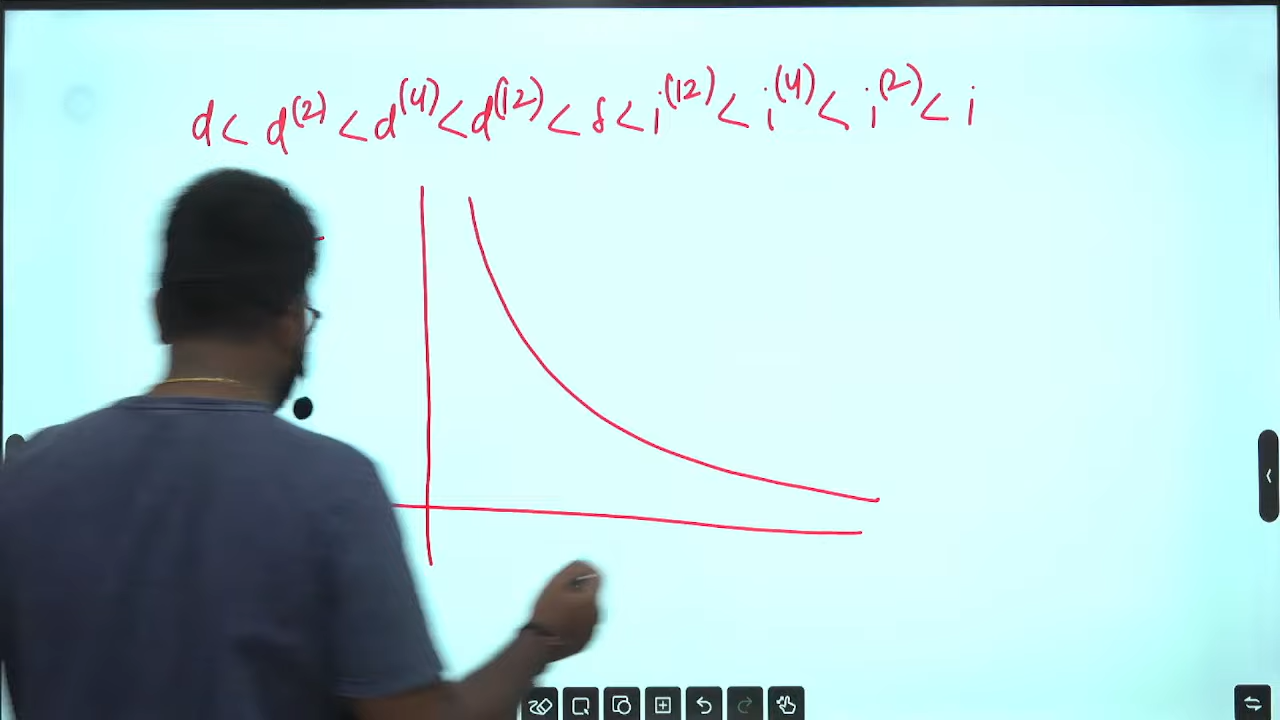 d < d^(2) < d^(4) < d^(12) < δ < i^(12) < i^(4) < i^(2) < i